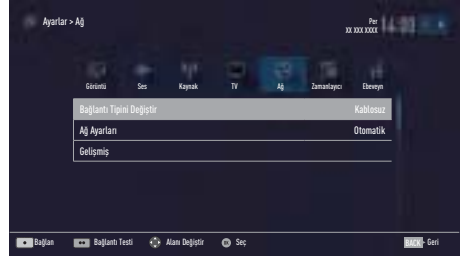 Ayarlar > Ağ
Per
XX XXX XXXX
Görüntü Ses Kaynak TV Ağ Zamanlayıcı Ebeveyn
Bağlantı Tipini Değiştir Kablosuz
Ağ Ayarları Otomatik
Gelişmiş
Bağlan Bağlantı Testi Alanı Değiştir Seç BACK - Geri